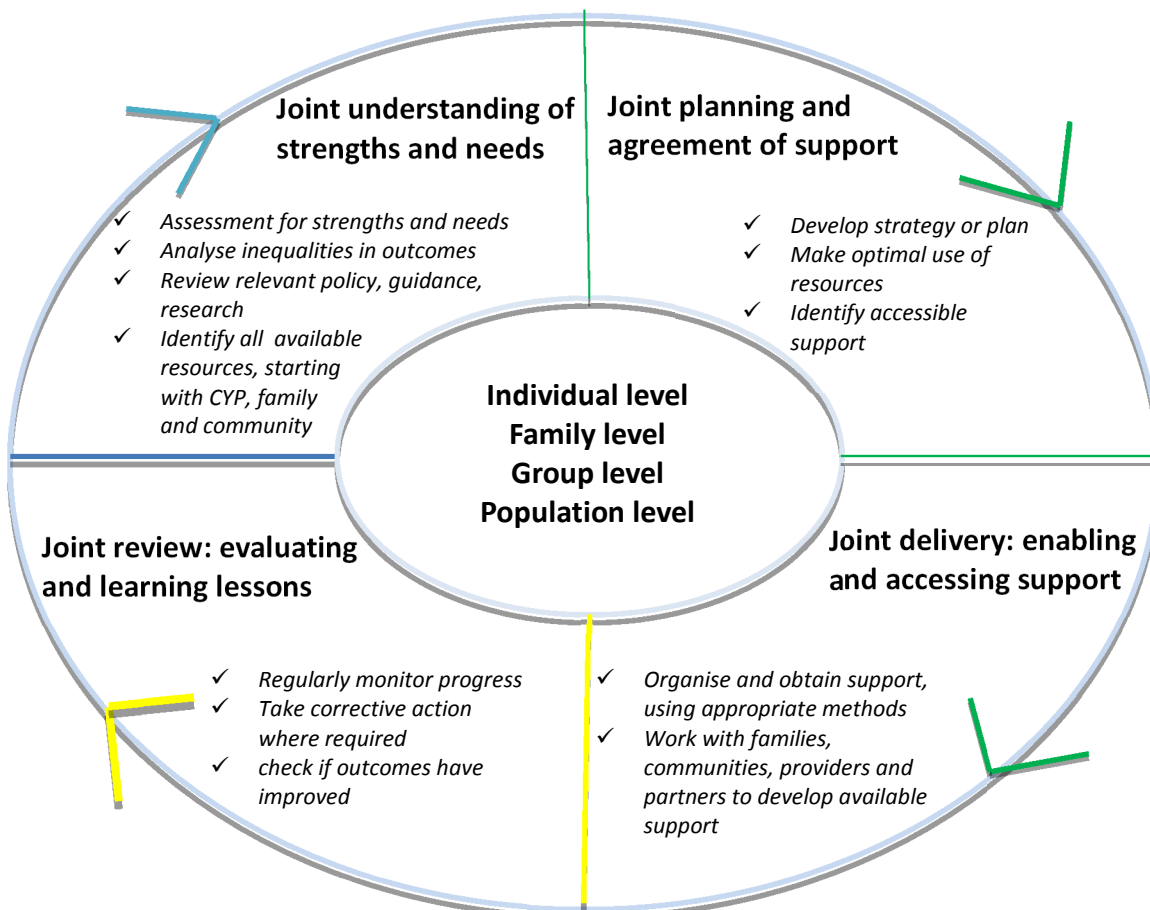 Joint understanding of
strengths and needs
✓ Assessment for strengths and needs
✓ Analyse inequalities in outcomes
✓ Review relevant policy, guidance,
research
✓ Identify all available
resources, starting
with CYP, family
and community
Joint planning and
agreement of support
✓ Develop strategy or plan
✓ Make optimal use of
resources
✓ Identify accessible
support
Individual level
Family level
Group level
Population level
Joint review: evaluating
and learning lessons
✓ Regularly monitor progress
✓ Take corrective action
where required
✓ check if outcomes have
improved
Joint delivery: enabling
and accessing support
✓ Organise and obtain support,
using appropriate methods
✓ Work with families,
communities, providers and
partners to develop available
support